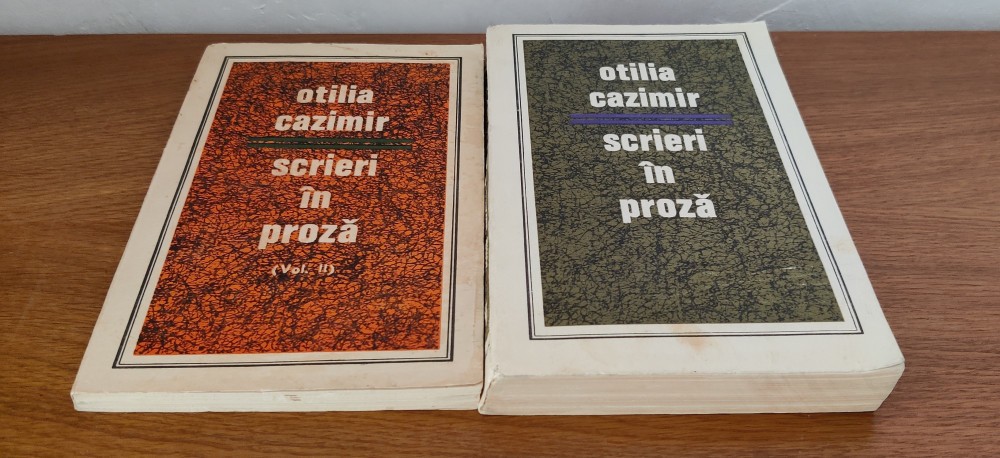 otilia
cazimir
scrieri
în
proză
(Vol. II)
otilia
cazimir
scrieri
în
proză